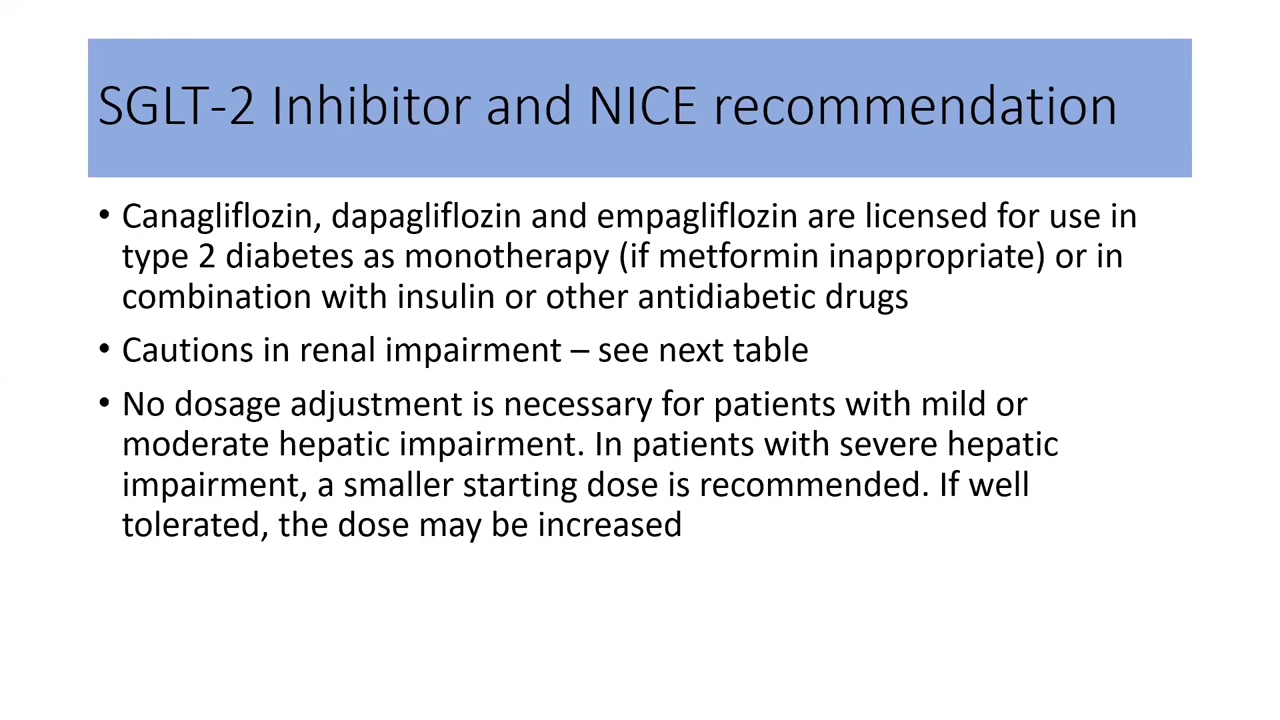 SGLT-2 Inhibitor and NICE recommendation
• Canagliflozin, dapagliflozin and empagliflozin are licensed for use in
type 2 diabetes as monotherapy (if metformin inappropriate) or in
combination with insulin or other antidiabetic drugs
• Cautions in renal impairment – see next table
• No dosage adjustment is necessary for patients with mild or
moderate hepatic impairment. In patients with severe hepatic
impairment, a smaller starting dose is recommended. If well
tolerated, the dose may be increased